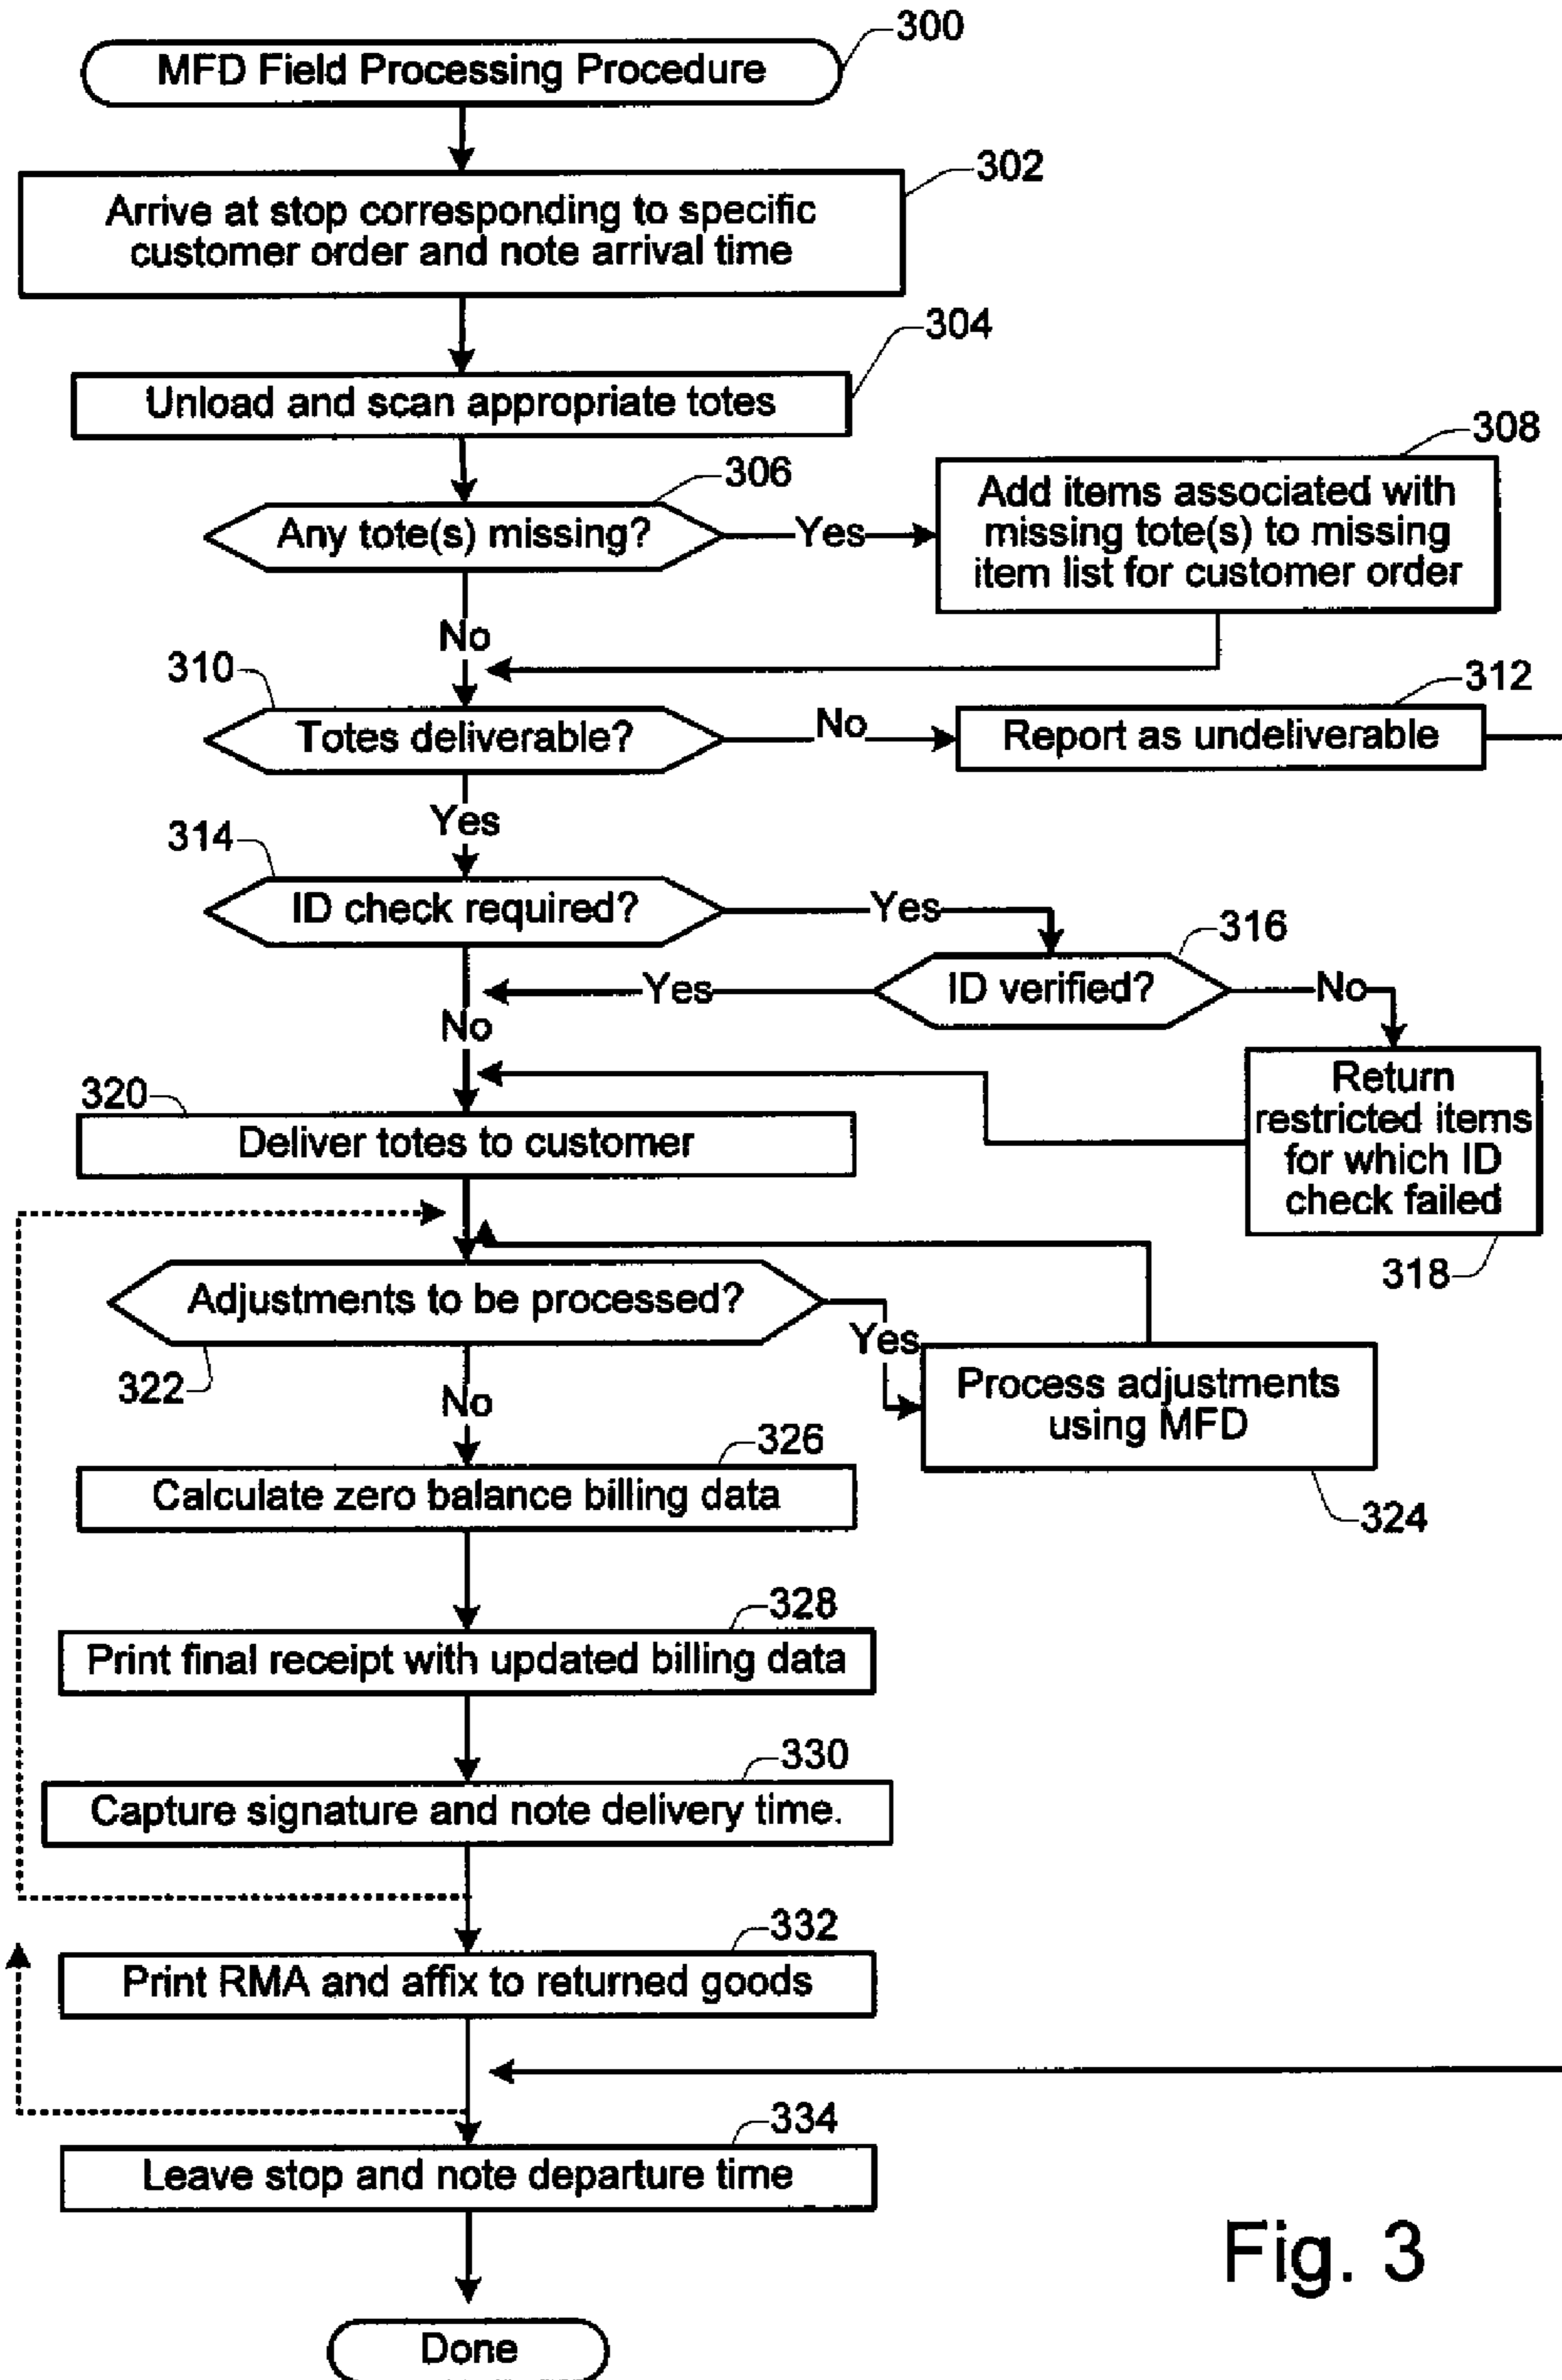 300
MFD Field Processing Procedure
302
Arrive at stop corresponding to specific
customer order and note arrival time
304
Unload and scan appropriate totes
306
Any tote(s) missing?
Yes
308
Add items associated with
missing tote(s) to missing
item list for customer order
No
310
Totes deliverable?
No
312
Report as undeliverable
Yes
314
ID check required?
Yes
316
ID verified?
Yes
No
No
318
Return
restricted items
for which ID
check failed
320
Deliver totes to customer
Adjustments to be processed?
322
Yes
Process adjustments
using MFD
324
No
326
Calculate zero balance billing data
328
Print final receipt with updated billing data
330
Capture signature and note delivery time.
332
Print RMA and affix to returned goods
334
Leave stop and note departure time
Done
Fig. 3